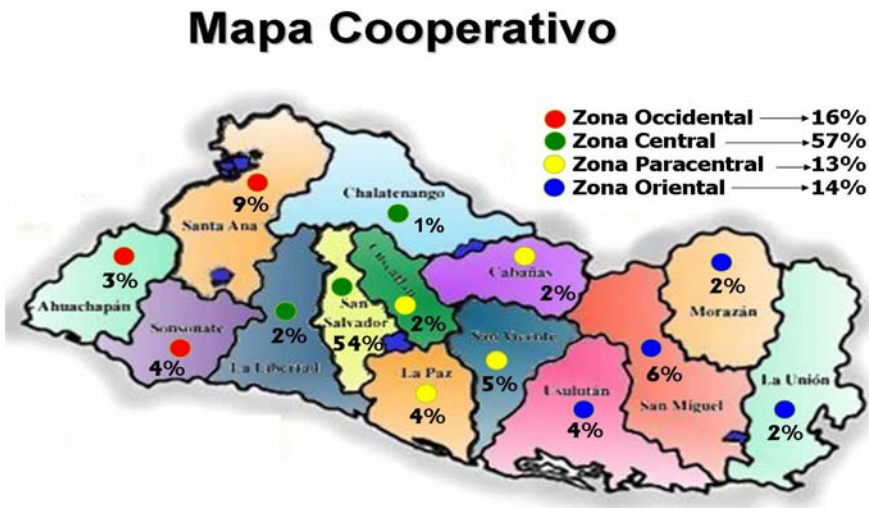 Mapa Cooperativo
Zona Occidental 16%
Zona Central 57%
Zona Paracentral 13%
Zona Oriental 14%
Chalatenango
1%
9%
Santa Ana
3%
Ahuachapán
Sonsonate
4%
2%
La Libertad
San
Salvador
54%
Cuscatlán
2%
Cabañas
2%
San Vicente
5%
La Paz
4%
Usulután
4%
6%
San Miguel
2%
Morazán
La Unión
2%